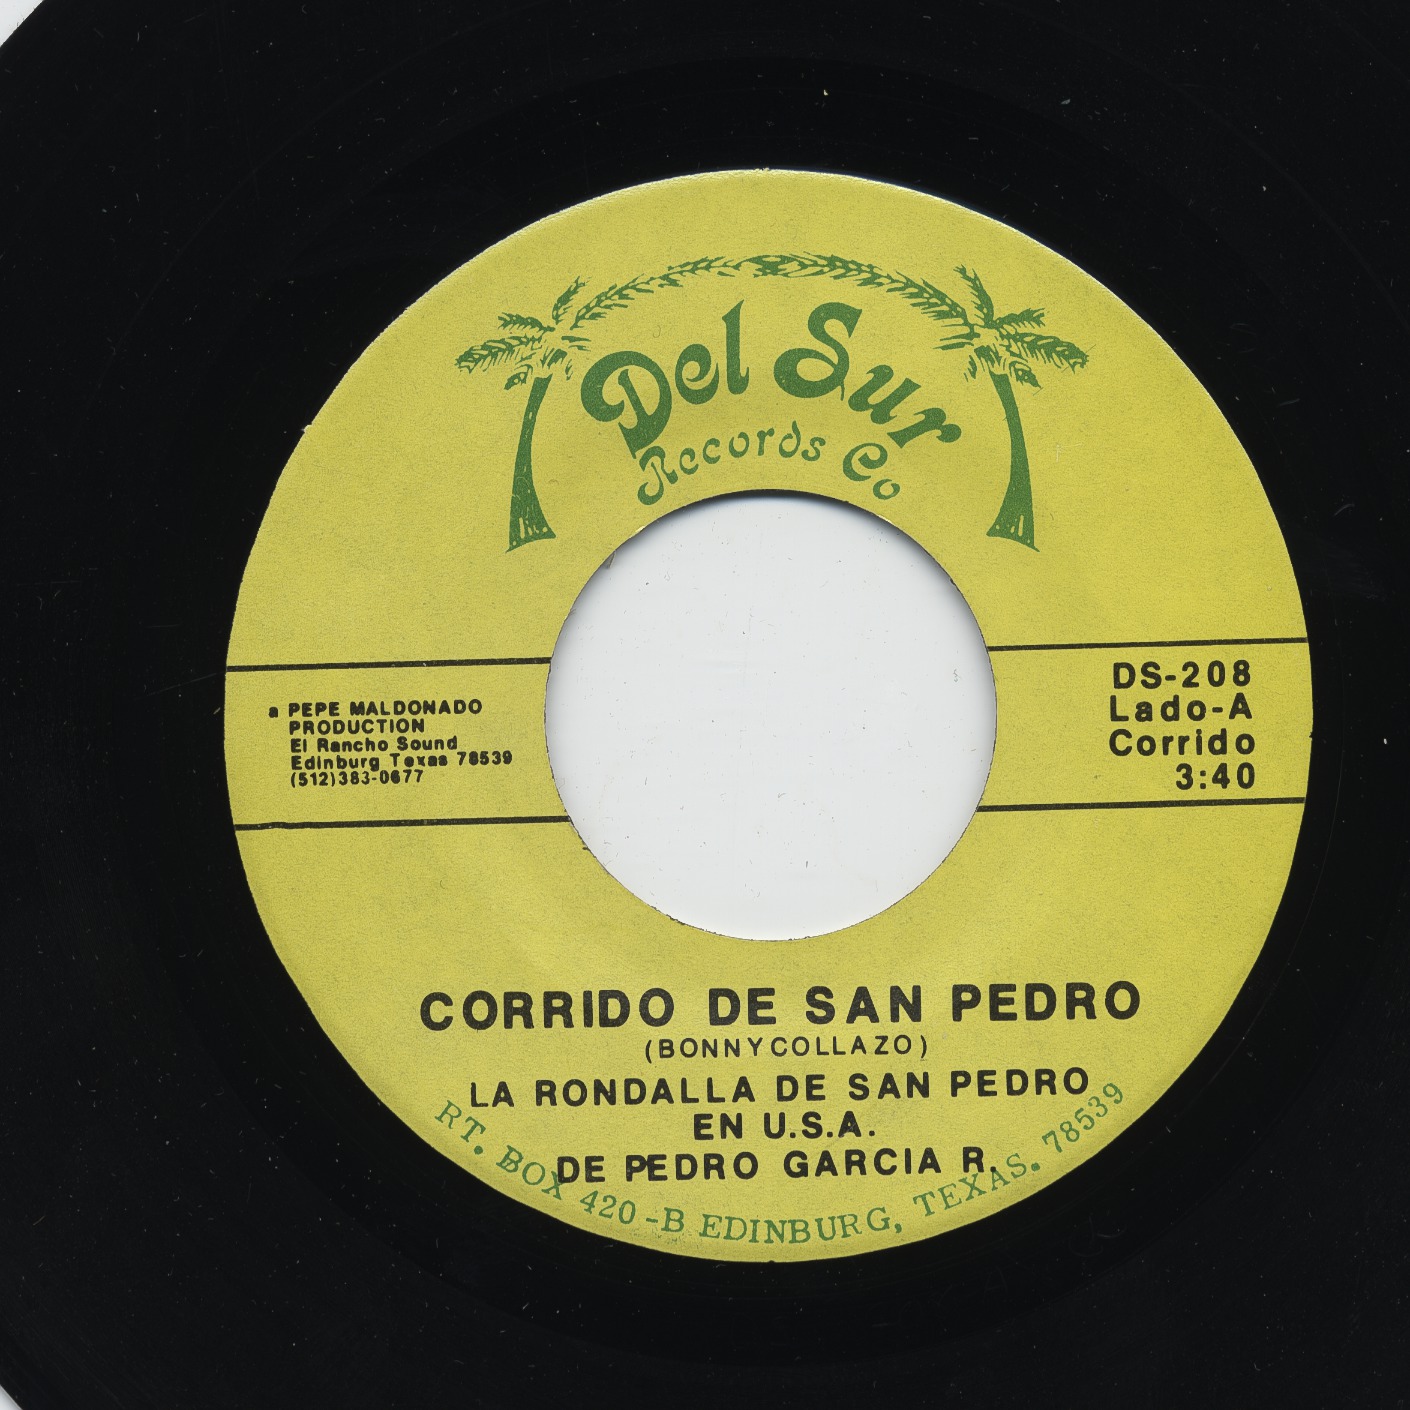 Del Sur
Records Co
a PEPE MALDONADO
PRODUCTION
El Rancho Sound
Edinburg Texas 78539
(512)383-0677
DS-208
Lado-A
Corrido
3:40
CORRIDO DE SAN PEDRO
(BONNY COLLAZO)
LA RONDALLA DE SAN PEDRO
EN U.S.A.
DE PEDRO GARCIA R.
RT. BOX 420-B EDINBURG, TEXAS. 78539